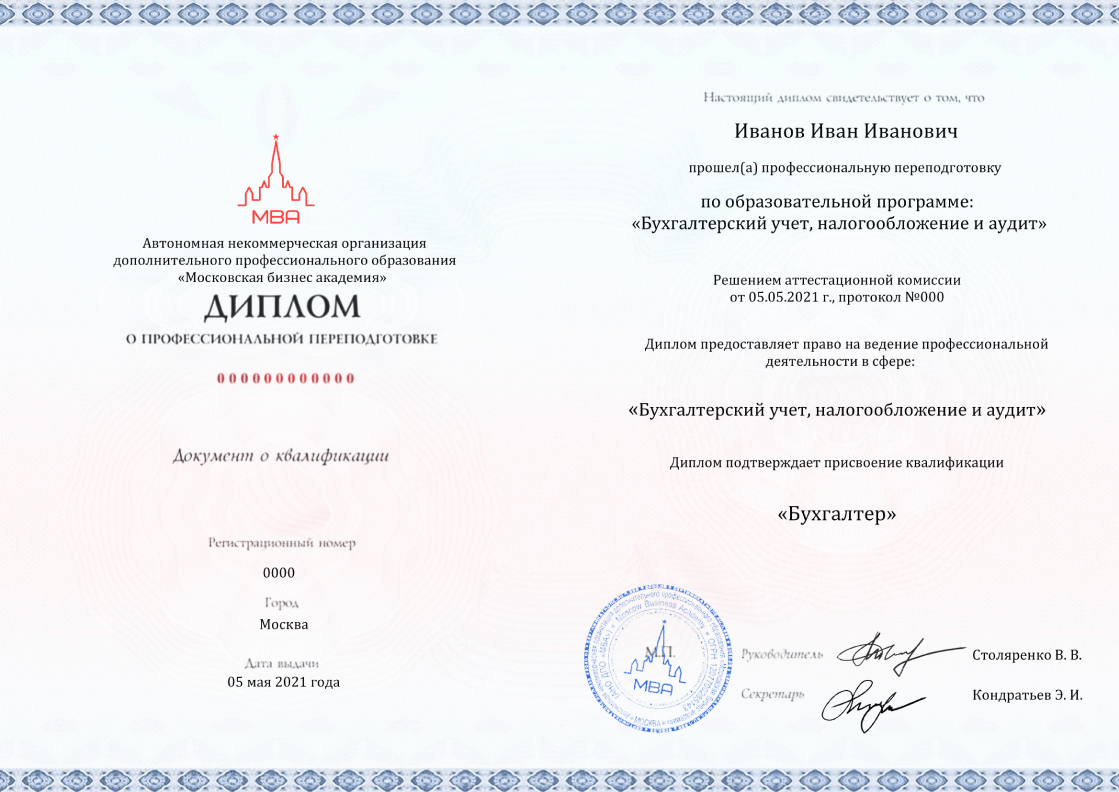 МВА
Автономная некоммерческая организация
дополнительного профессионального образования
«Московская бизнес академия»
ДИПЛОМ
О ПРОФЕССИОНАЛЬНОЙ ПЕРЕПОДГОТОВКЕ
000000000000
Документ о квалификации
Регистрационный номер
0000
Город
Москва
Дата выдачи
05 мая 2021 года
Настоящий диплом свидетельствует о том, что
Иванов Иван Иванович
прошел(а) профессиональную переподготовку
по образовательной программе:
«Бухгалтерский учет, налогообложение и аудит»
Решением аттестационной комиссии
от 05.05.2021 г., протокол №000
Диплом предоставляет право на ведение профессиональной
деятельности в сфере:
«Бухгалтерский учет, налогообложение и аудит»
Диплом подтверждает присвоение квалификации
«Бухгалтер»
М.П.
МВА
Moscow Business Academy
Руководитель
Столяренко В. В.
Секретарь
Кондратьев Э. И.